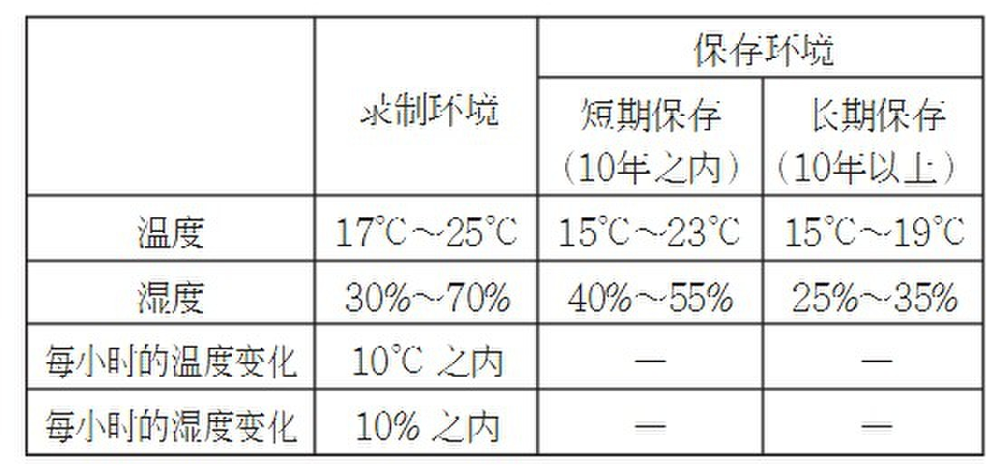 保存环境
录制环境
短期保存 长期保存
(10年之内) (10年以上)
温度 17℃～25℃ 15℃～23℃ 15℃～19℃
湿度 30%～70% 40%～55% 25%～35%
每小时的温度变化 10℃ 之内 — —
每小时的湿度变化 10% 之内 — —